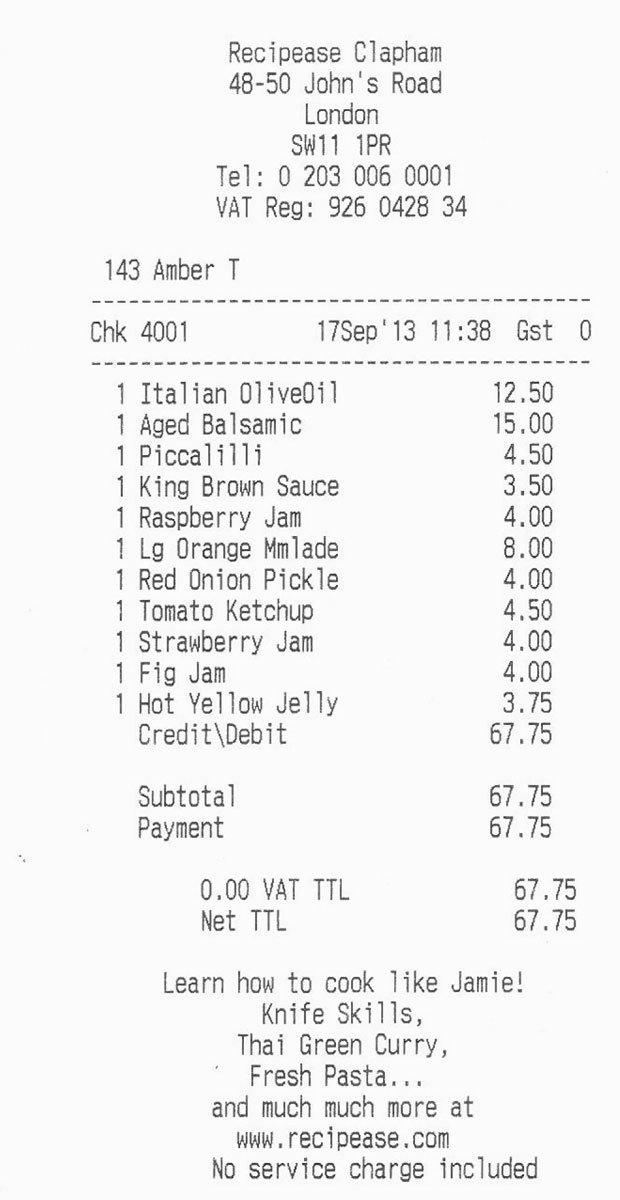 Recipease Clapham
48-50 John's Road
London
SW11 1PR
Tel: 0 203 006 0001
VAT Reg: 926 0428 34
143 Amber T
----------------------------------------
Chk 4001 17Sep'13 11:38 Gst 0
----------------------------------------
1 Italian OliveOil 12.50
1 Aged Balsamic 15.00
1 Piccalilli 4.50
1 King Brown Sauce 3.50
1 Raspberry Jam 4.00
1 Lg Orange Mmlade 8.00
1 Red Onion Pickle 4.00
1 Tomato Ketchup 4.50
1 Strawberry Jam 4.00
1 Fig Jam 4.00
1 Hot Yellow Jelly 3.75
Credit\Debit 67.75
Subtotal 67.75
Payment 67.75
0.00 VAT TTL 67.75
Net TTL 67.75
Learn how to cook like Jamie!
Knife Skills,
Thai Green Curry,
Fresh Pasta...
and much much more at
www.recipease.com
No service charge included